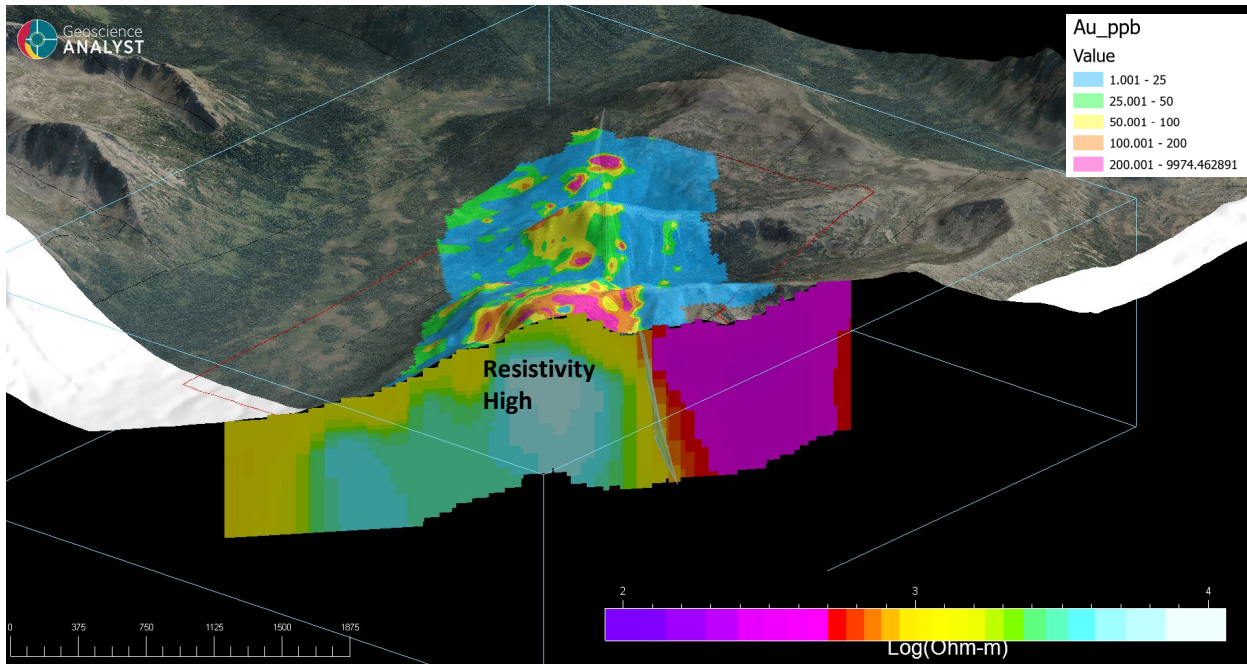 Geoscience
ANALYST
Au_ppb
Value
1.001 - 25
25.001 - 50
50.001 - 100
100.001 - 200
200.001 - 9974.462891
Resistivity
High
2 3 4
Log(Ohm-m)
0 375 750 1125 1500 1875